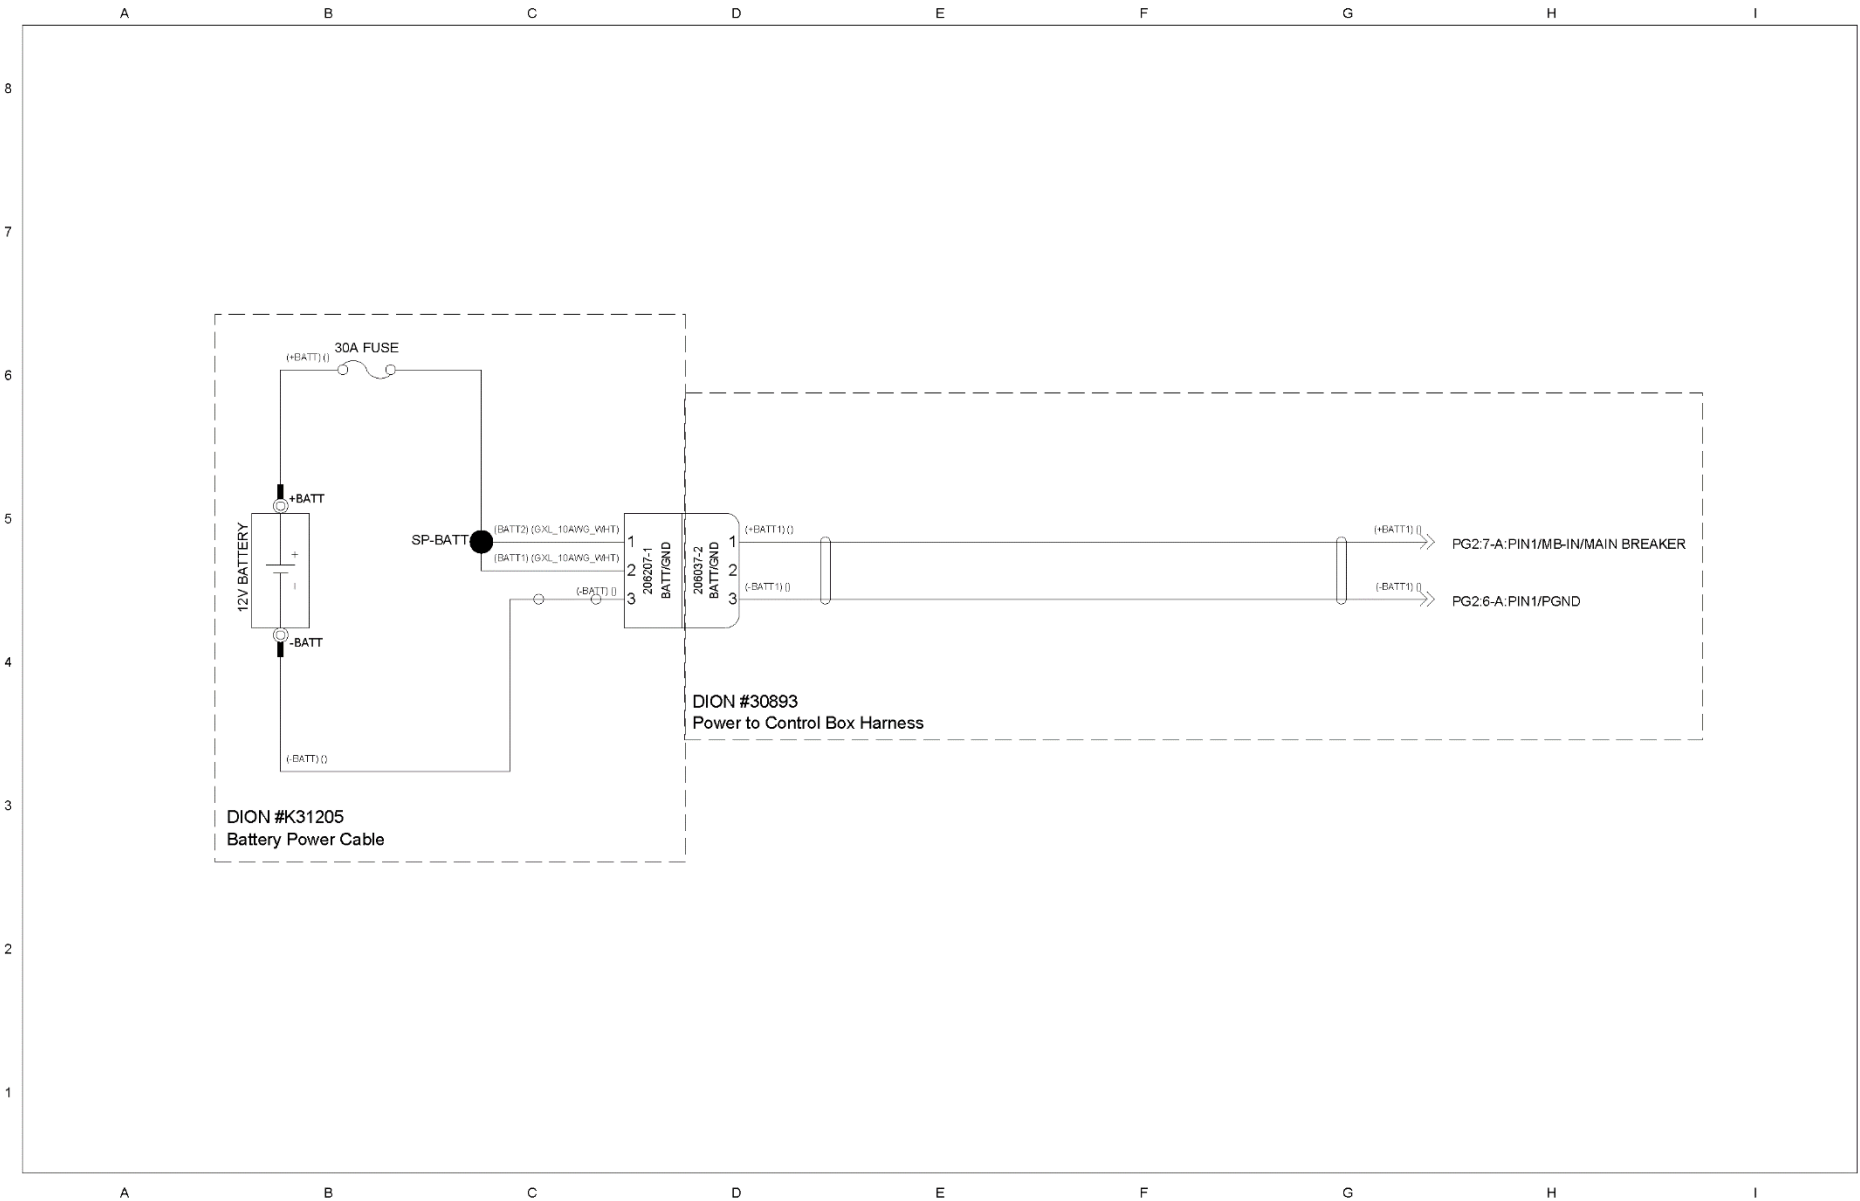 A B C D E F G H I
8
7
6
5
4
3
2
1
30A FUSE
(+BATT) ()
+BATT
12V BATTERY
+
-
-BATT
(-BATT) ()
SP-BATT
(BATT2) (GXL_10AWG_WHT)
(BATT1) (GXL_10AWG_WHT)
(-BATT) ()
1
2
3
206207-1
BATT/GND
206037-2
BATT/GND
1
2
3
(+BATT1) ()
(-BATT1) ()
(+BATT1) ()
(-BATT1) ()
PG2:7-A:PIN1/MB-IN/MAIN BREAKER
PG2:6-A:PIN1/PGND
DION #30893
Power to Control Box Harness
DION #K31205
Battery Power Cable
A B C D E F G H I